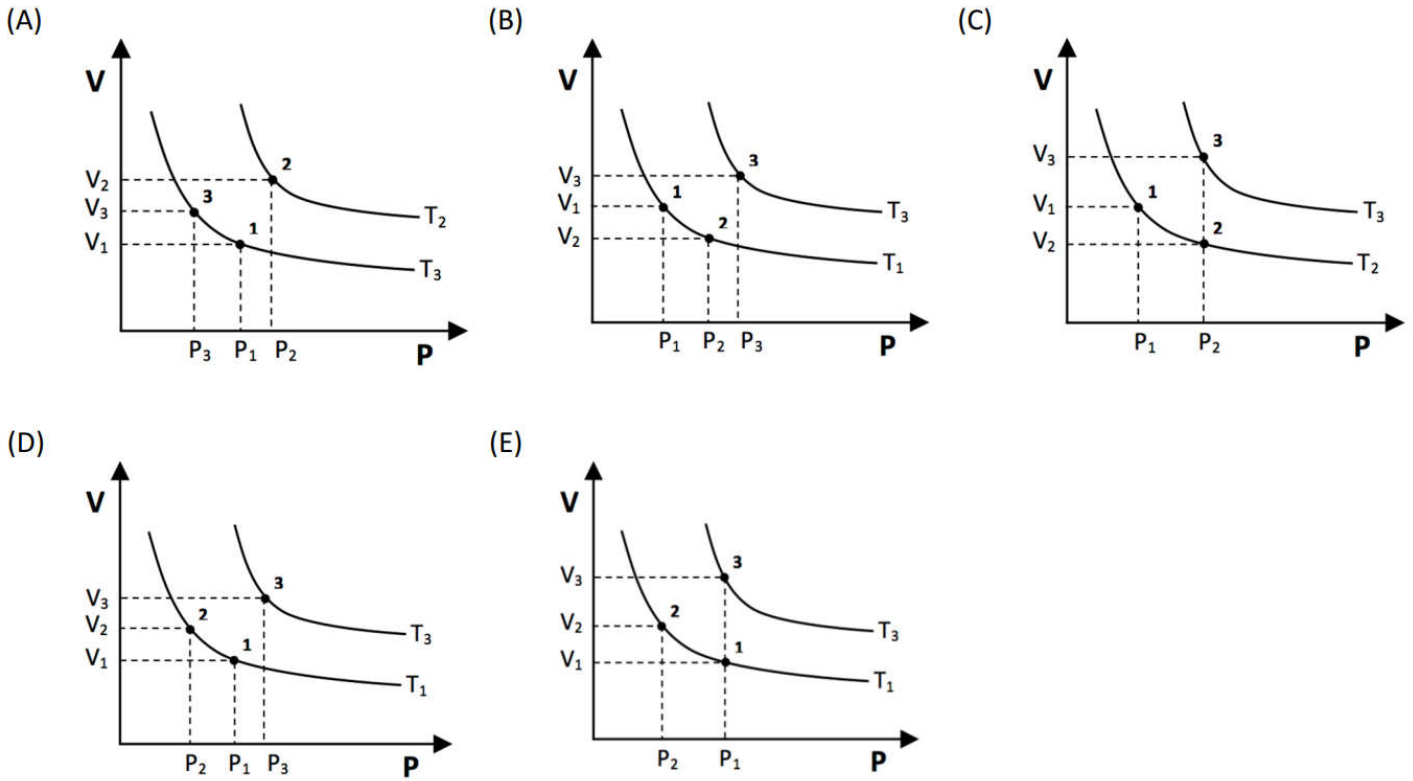 (A)
V
V₂
V₃
V₁
2
3
1
T₂
T₃
P₃ P₁ P₂
P
(B)
V
V₃
V₁
V₂
3
1
2
T₃
T₁
P₁ P₂ P₃
P
(C)
V
V₃
V₁
V₂
3
1
2
T₃
T₂
P₁ P₂
P
(D)
V
V₃
V₂
V₁
3
2
1
T₃
T₁
P₂ P₁ P₃
P
(E)
V
V₃
V₂
V₁
3
2
1
T₃
T₁
P₂ P₁
P